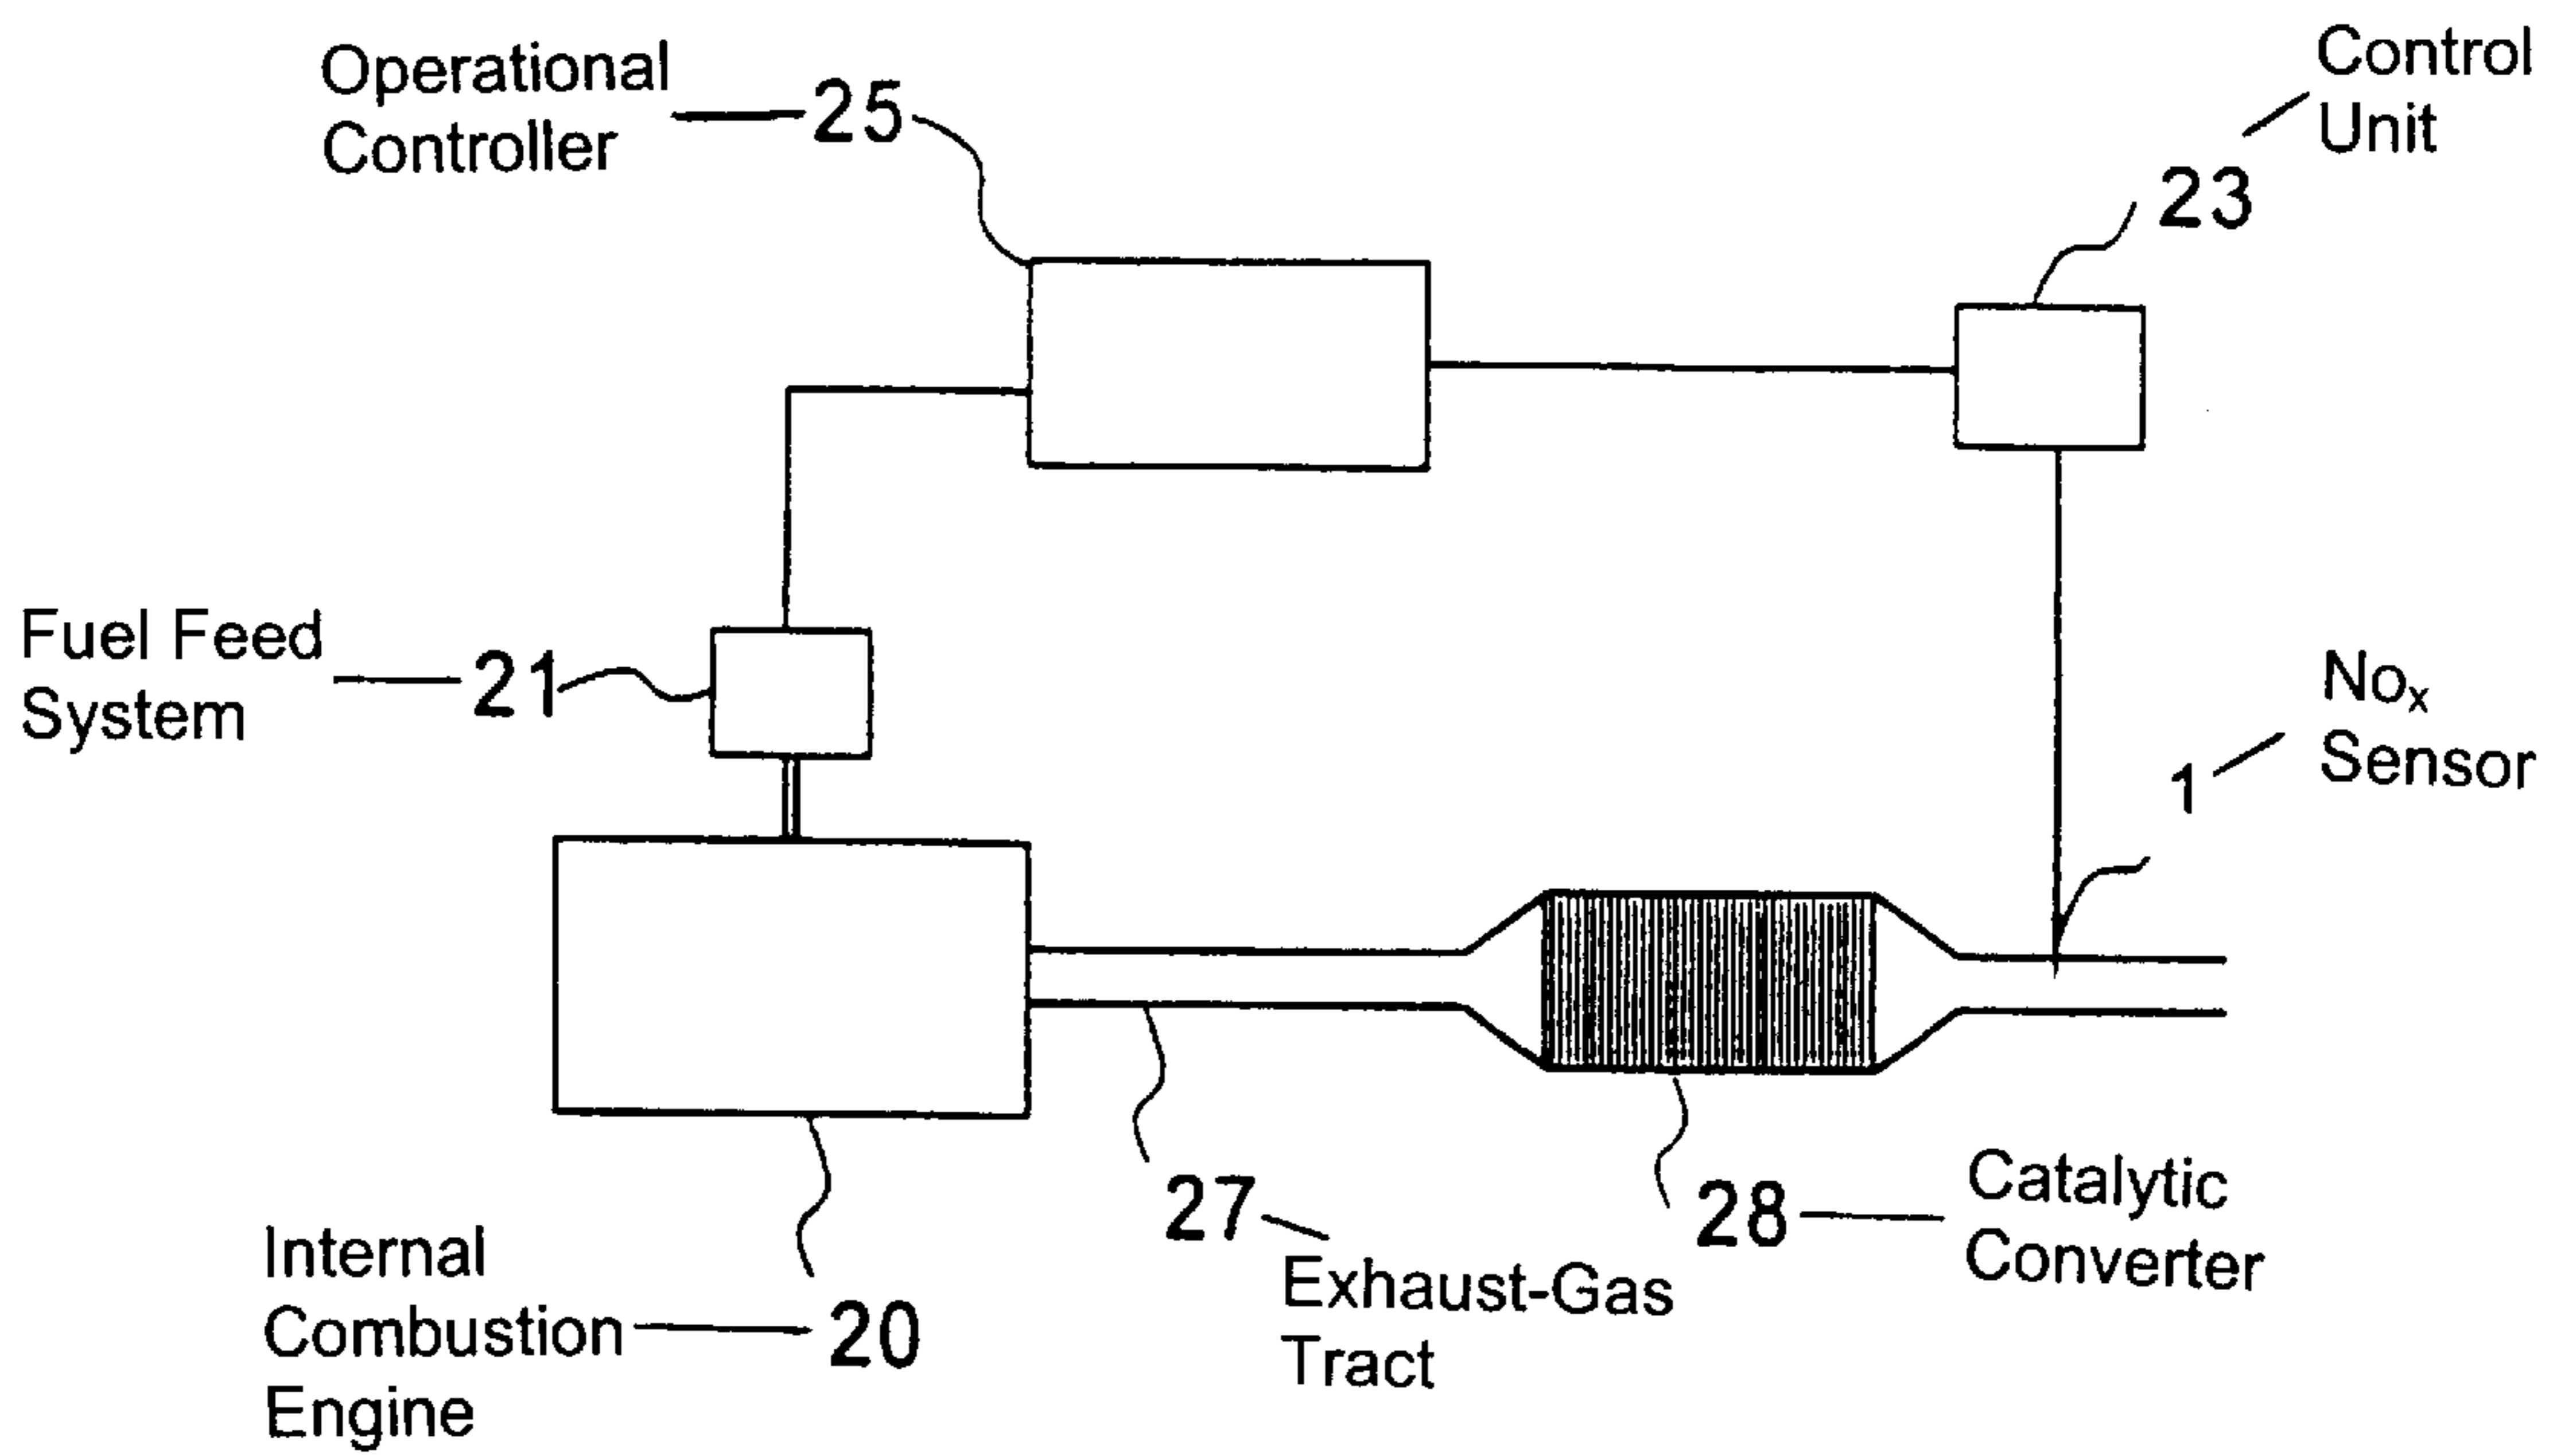 Operational
Controller
25
Control
Unit
23
Fuel Feed
System
21
Noₓ
Sensor
1
Internal
Combustion
Engine
20
27
Exhaust-Gas
Tract
28
Catalytic
Converter